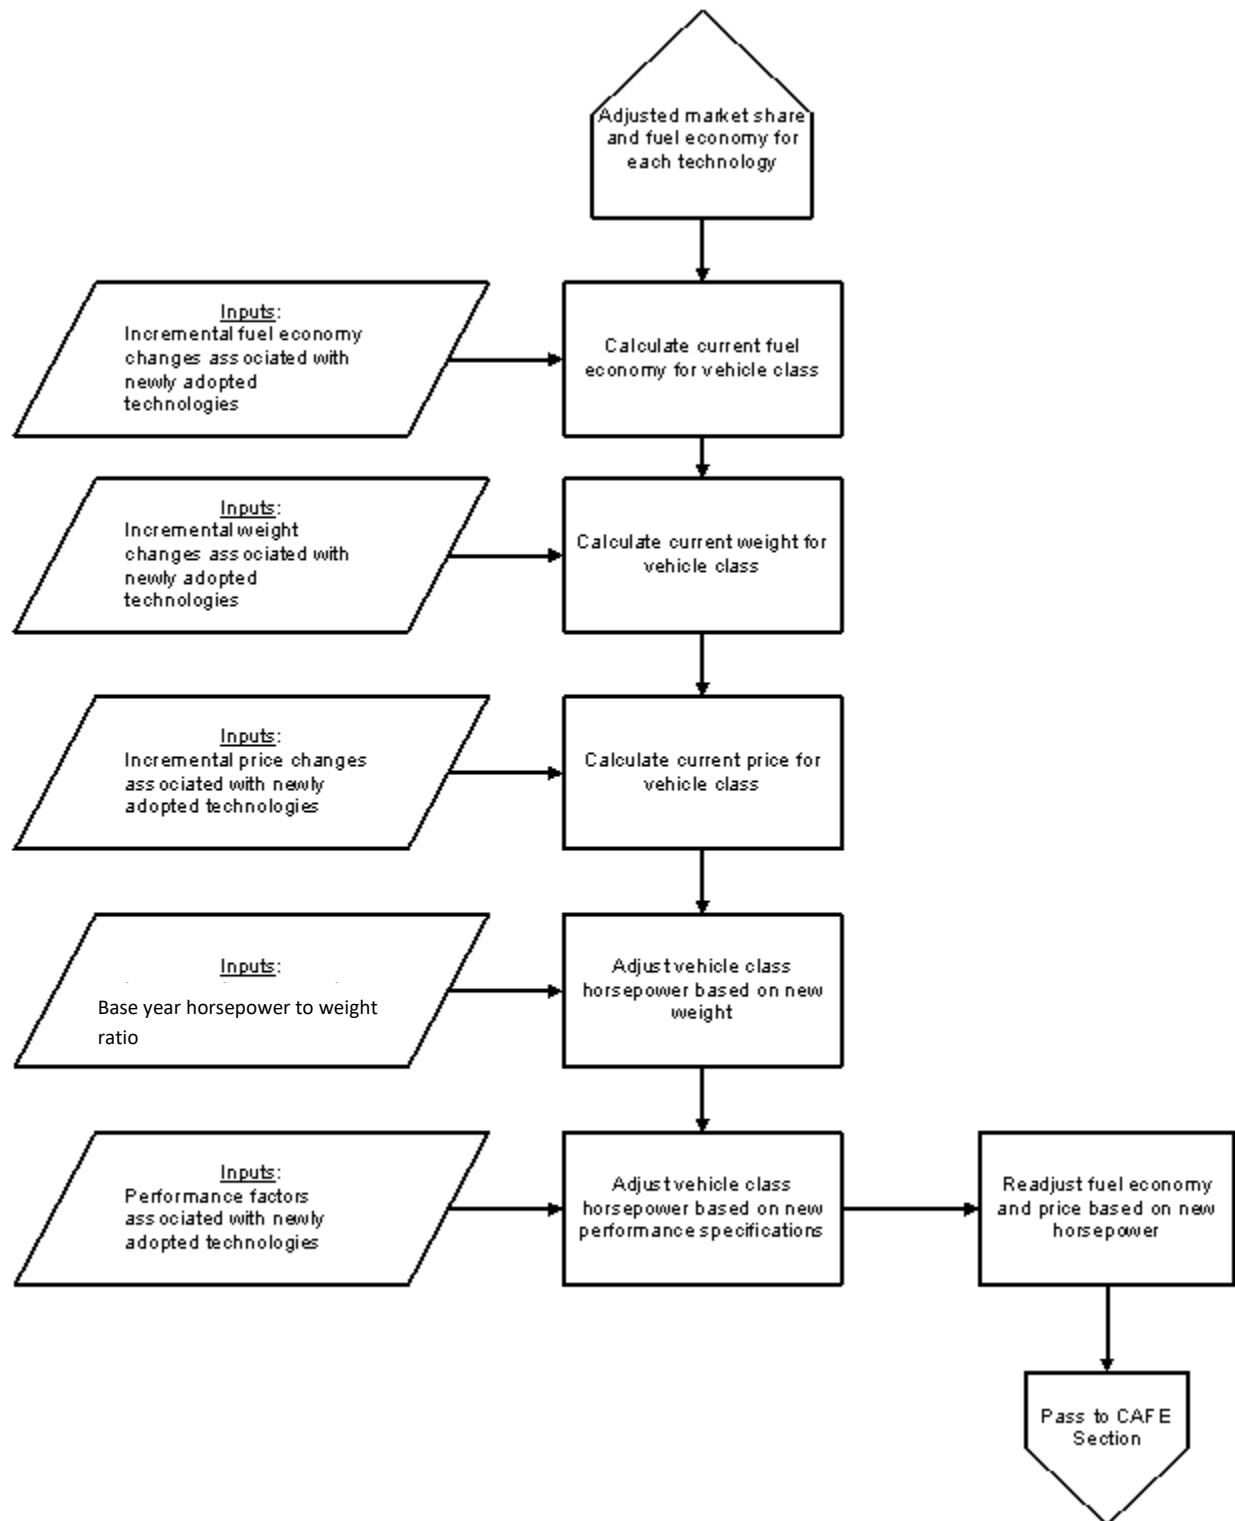 Adjusted market share
and fuel economy for
each technology
Inputs:
Incremental fuel economy
changes associated with
newly adopted
technologies
Calculate current fuel
economy for vehicle class
Inputs:
Incremental weight
changes associated with
newly adopted
technologies
Calculate current weight for
vehicle class
Inputs:
Incremental price changes
associated with newly
adopted technologies
Calculate current price for
vehicle class
Inputs:
Base year horsepower to weight
ratio
Adjust vehicle class
horsepower based on new
weight
Inputs:
Performance factors
associated with newly
adopted technologies
Adjust vehicle class
horsepower based on new
performance specifications
Readjust fuel economy
and price based on new
horsepower
Pass to CAFE
Section